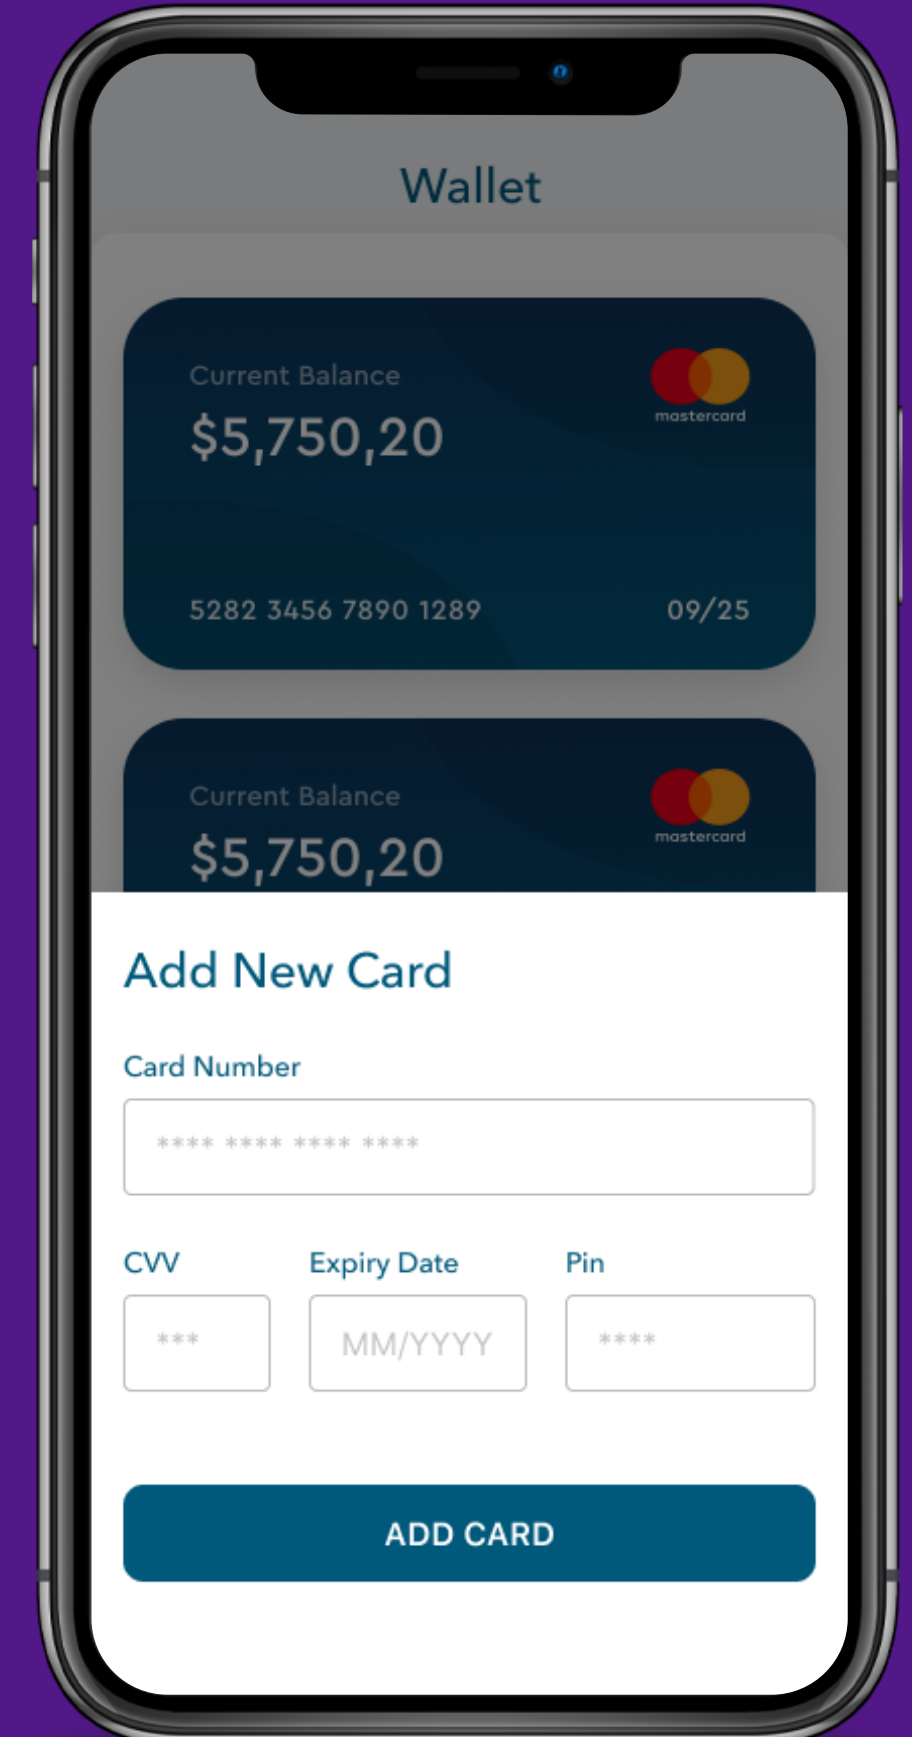 Wallet
Current Balance
mastercard
$5,750,20
5282 3456 7890 1289 09/25
Current Balance
mastercard
$5,750,20
Add New Card
Card Number
**** **** **** ****
CVV Expiry Date Pin
*** MM/YYYY ****
ADD CARD